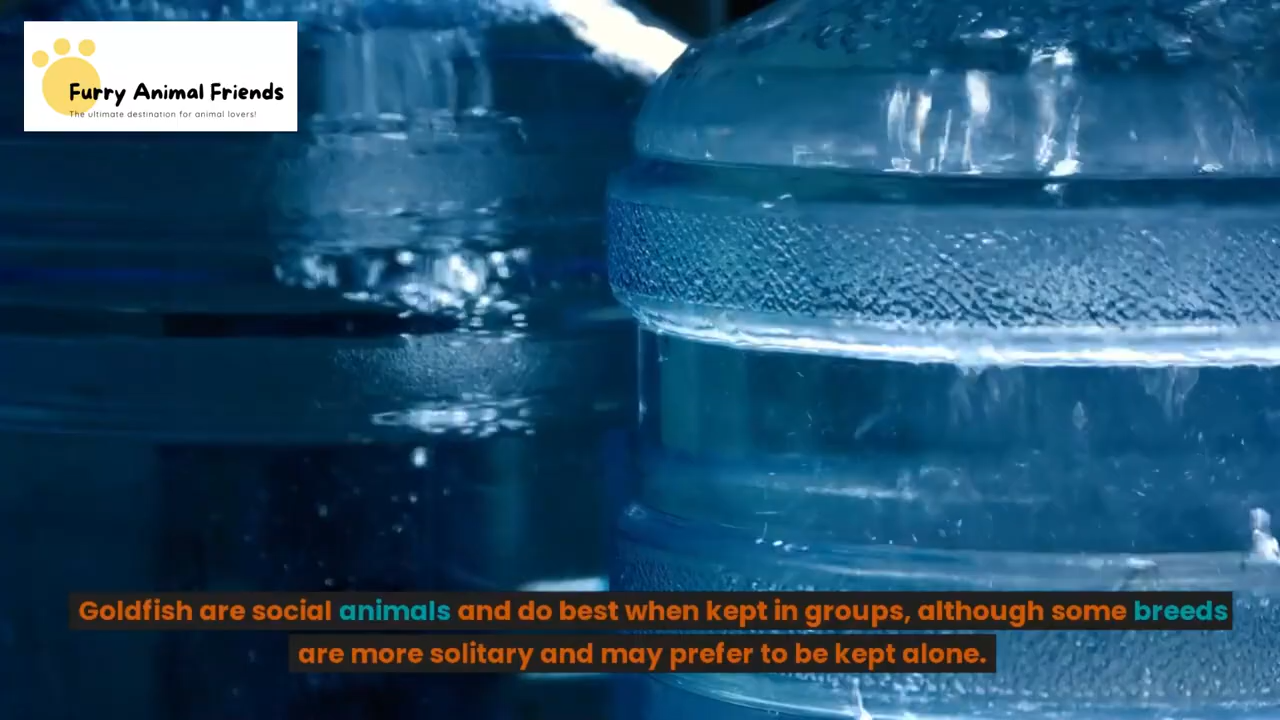 Furry Animal Friends
The ultimate destination for animal lovers!
Goldfish are social animals and do best when kept in groups, although some breeds
are more solitary and may prefer to be kept alone.